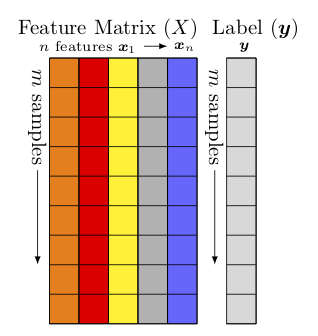 Feature Matrix (X)
n features x₁ → xₙ
m samples
Label (y)
y
m samples